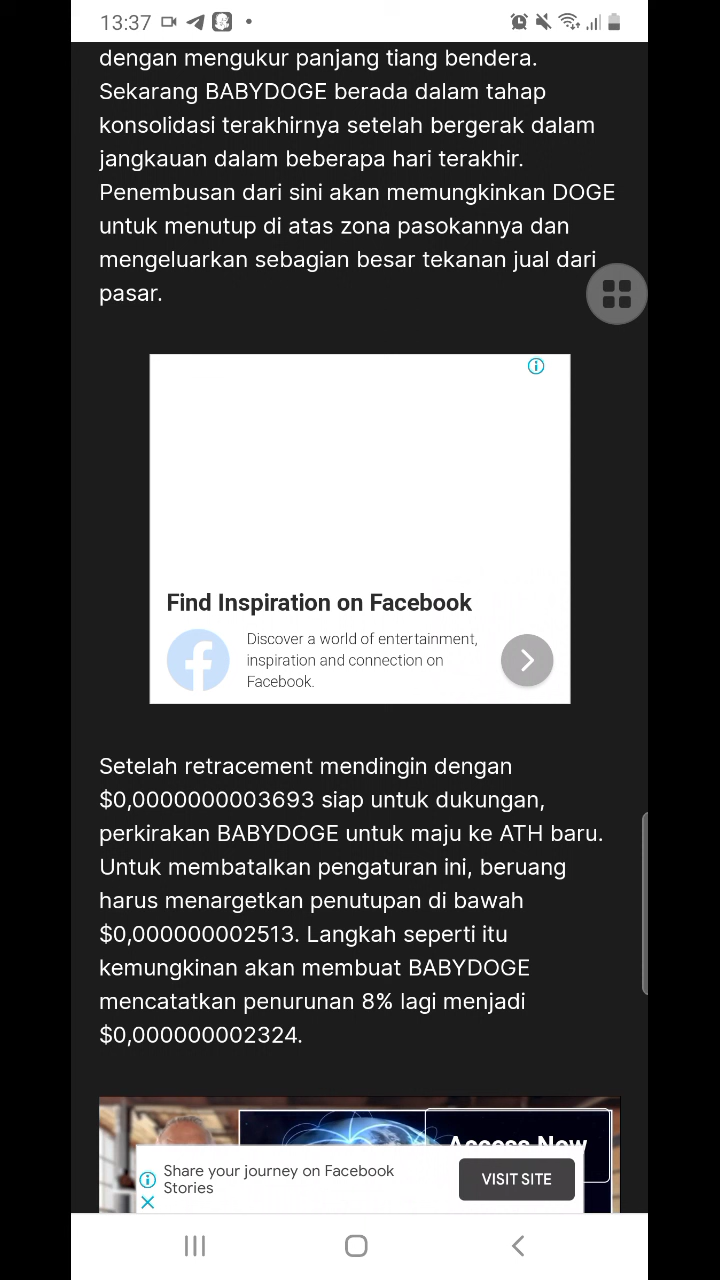 13:37
dengan mengukur panjang tiang bendera.
Sekarang BABYDOGE berada dalam tahap
konsolidasi terakhirnya setelah bergerak dalam
jangkauan dalam beberapa hari terakhir.
Penembusan dari sini akan memungkinkan DOGE
untuk menutup di atas zona pasokannya dan
mengeluarkan sebagian besar tekanan jual dari
pasar.
Find Inspiration on Facebook
Discover a world of entertainment,
inspiration and connection on
Facebook.
Setelah retracement mendingin dengan
$0,0000000003693 siap untuk dukungan,
perkirakan BABYDOGE untuk maju ke ATH baru.
Untuk membatalkan pengaturan ini, beruang
harus menargetkan penutupan di bawah
$0,000000002513. Langkah seperti itu
kemungkinan akan membuat BABYDOGE
mencatatkan penurunan 8% lagi menjadi
$0,000000002324.
Access Now
Share your journey on Facebook
Stories
VISIT SITE